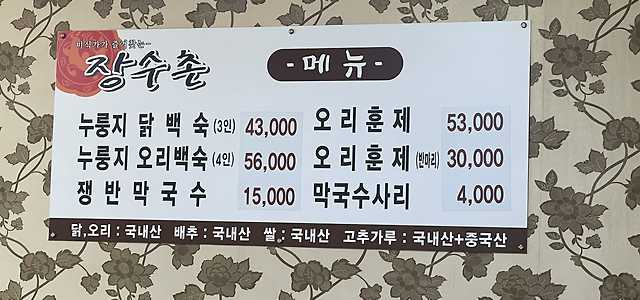 미식가가 즐겨찾는~
장수촌
- 메뉴 -
누룽지 닭백숙 (3인) 43,000
누룽지 오리백숙 (4인) 56,000
쟁반막국수 15,000
오리훈제 53,000
오리훈제 (반마리) 30,000
막국수사리 4,000
닭,오리 : 국내산 배추 : 국내산 쌀 : 국내산 고추가루 : 국내산+중국산